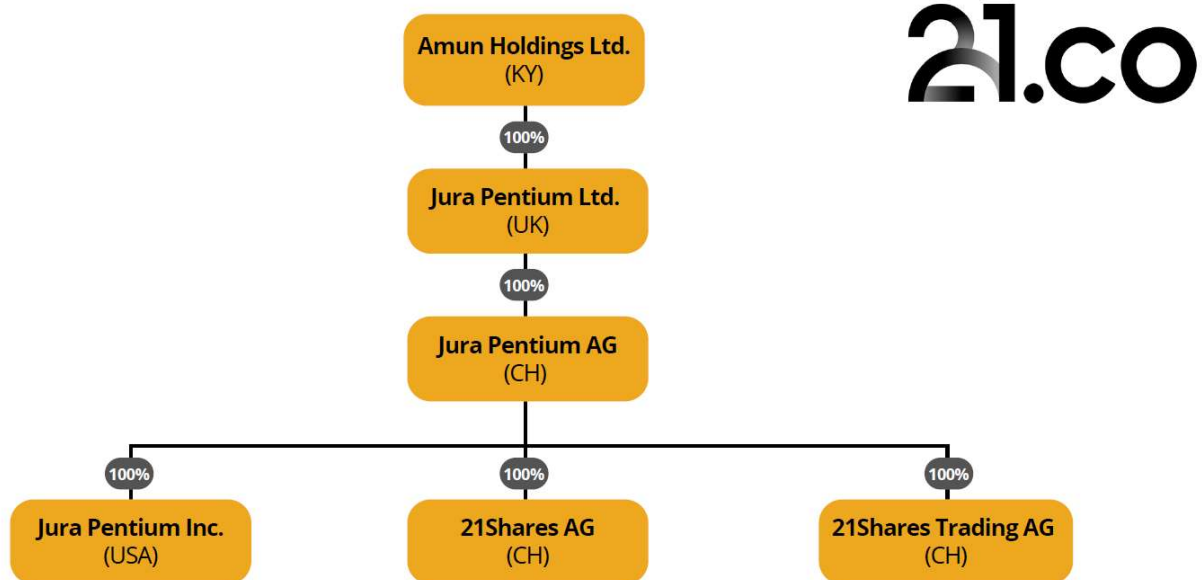 21.co
Amun Holdings Ltd.
(KY)
100%
Jura Pentium Ltd.
(UK)
100%
Jura Pentium AG
(CH)
100%
100%
100%
Jura Pentium Inc.
(USA)
21Shares AG
(CH)
21Shares Trading AG
(CH)